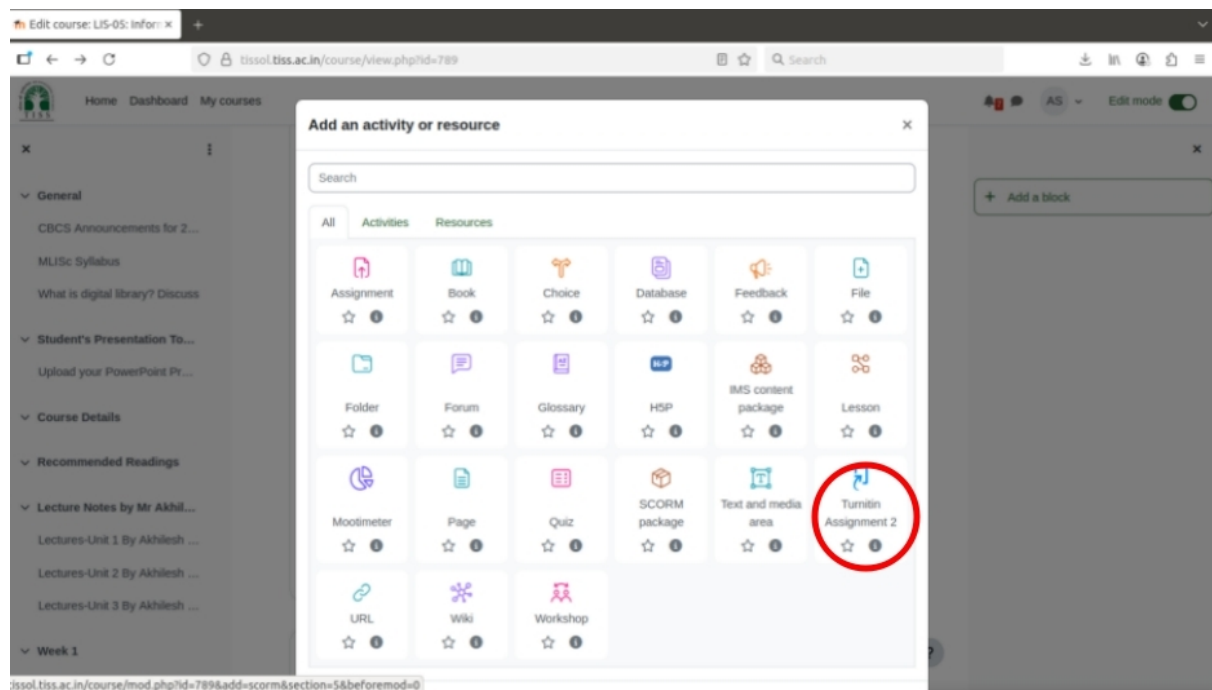 Edit course: LIS-05: Inform
tissol.tiss.ac.in/course/view.php?id=789
Search
TISS
Home Dashboard My courses
AS
Edit mode
General
CBCS Announcements for 2...
MLISc Syllabus
What is digital library? Discuss
Student's Presentation To...
Upload your PowerPoint Pr...
Course Details
Recommended Readings
Lecture Notes by Mr Akhil...
Lectures-Unit 1 By Akhilesh ...
Lectures-Unit 2 By Akhilesh ...
Lectures-Unit 3 By Akhilesh ...
Week 1
Add an activity or resource
Search
All Activities Resources
Assignment Book Choice Database Feedback File
Folder Forum Glossary H5P IMS content package Lesson
Mootimeter Page Quiz SCORM package Text and media area Turnitin Assignment 2
URL Wiki Workshop
+ Add a block
?
tissol.tiss.ac.in/course/mod.php?id=789&add=scorm&section=5&beforemod=0